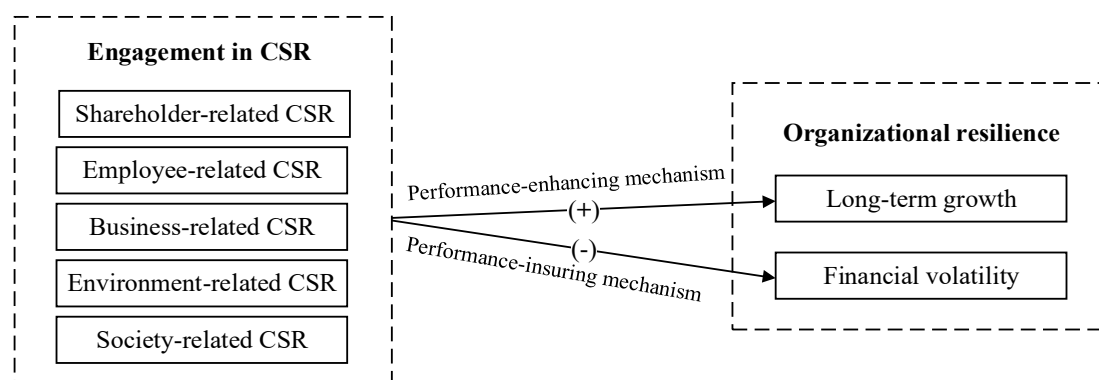 Engagement in CSR
Shareholder-related CSR
Employee-related CSR
Business-related CSR
Environment-related CSR
Society-related CSR
Performance-enhancing mechanism
(+)
(-)
Performance-insuring mechanism
Organizational resilience
Long-term growth
Financial volatility